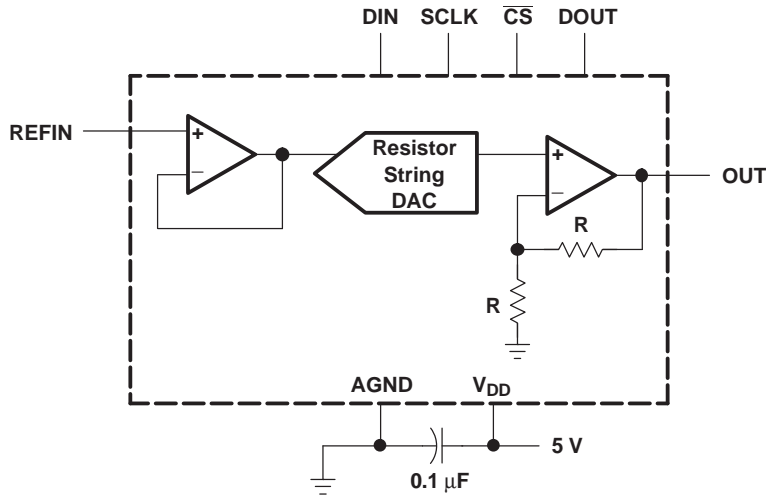 DIN SCLK CS DOUT
REFIN
+
−
Resistor
String
DAC
+
−
OUT
R
R
AGND VDD
5 V
0.1 μF